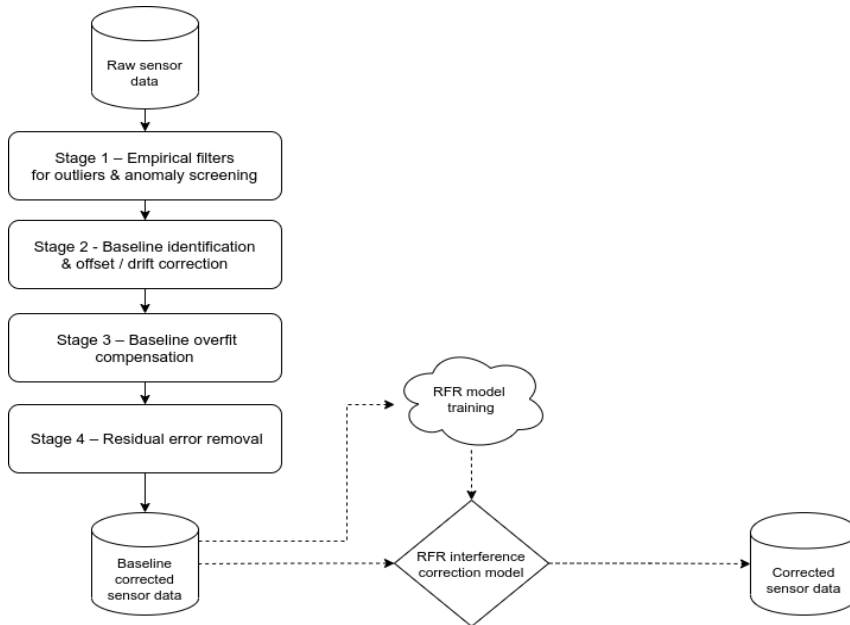 Raw sensor
data
Stage 1 – Empirical filters
for outliers & anomaly screening
Stage 2 - Baseline identification
& offset / drift correction
Stage 3 – Baseline overfit
compensation
Stage 4 – Residual error removal
Baseline
corrected
sensor data
RFR model
training
RFR interference
correction model
Corrected
sensor data